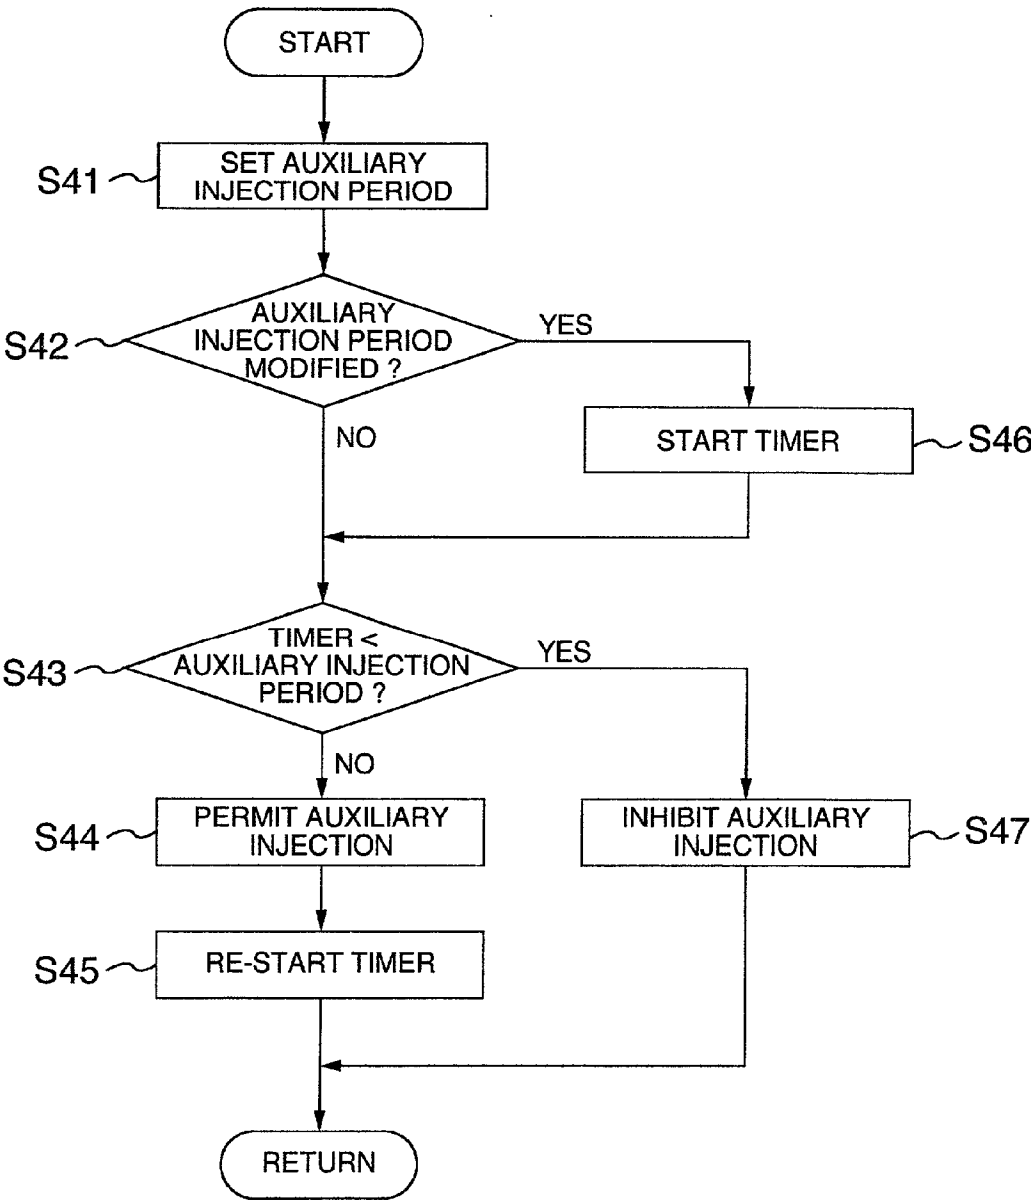 START
S41
SET AUXILIARY
INJECTION PERIOD
S42
AUXILIARY
INJECTION PERIOD
MODIFIED ?
YES
NO
START TIMER
S46
S43
TIMER <
AUXILIARY INJECTION
PERIOD ?
YES
NO
S44
PERMIT AUXILIARY
INJECTION
INHIBIT AUXILIARY
INJECTION
S47
S45
RE-START TIMER
RETURN